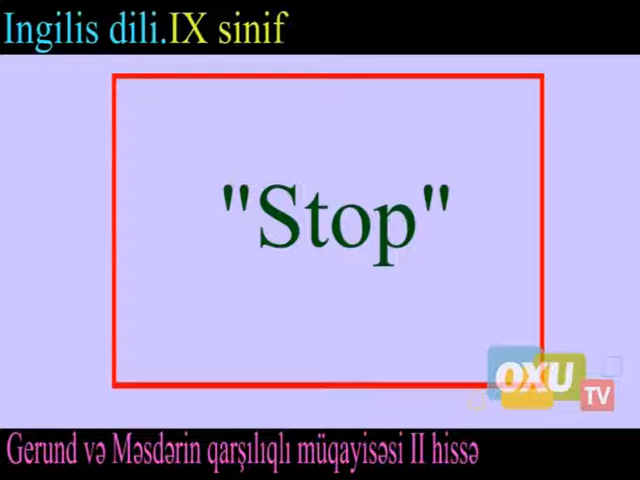 Ingilis dili.IX sinif
"Stop"
OXU
TV
Gerund və Məsdərin qarşılıqlı müqayisəsi II hissə